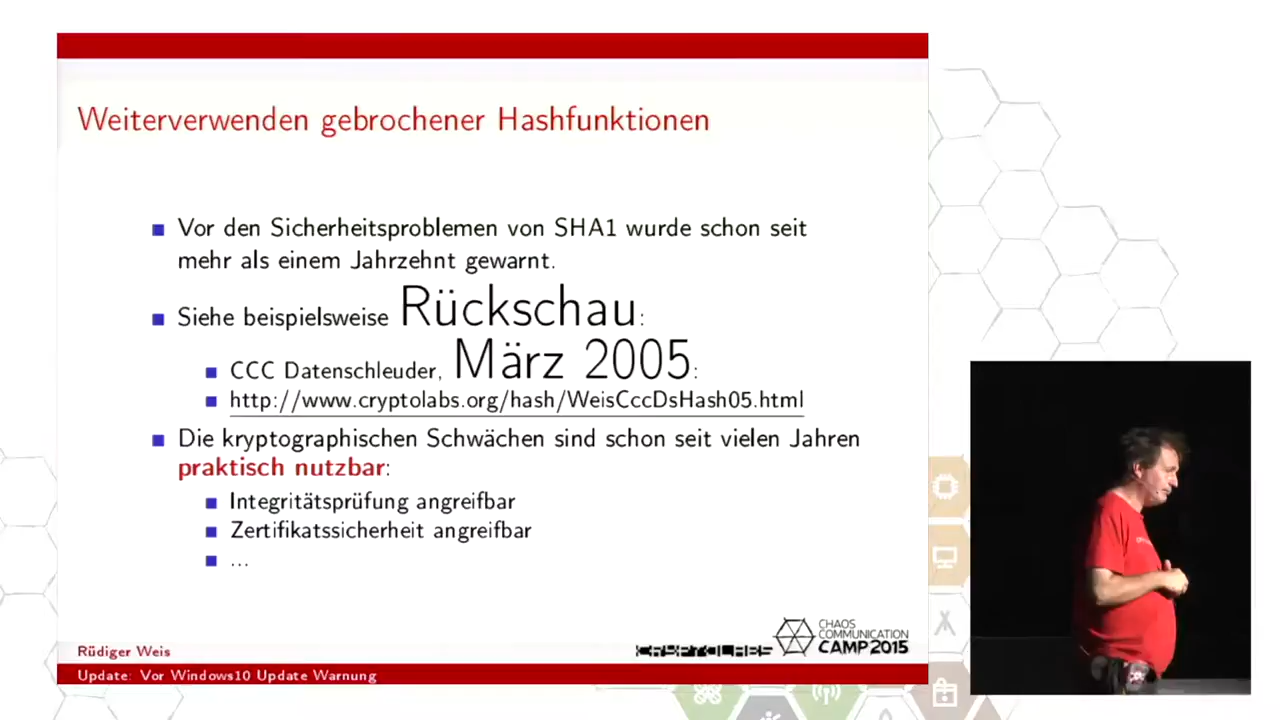 Weiterverwenden gebrochener Hashfunktionen
Vor den Sicherheitsproblemen von SHA1 wurde schon seit
mehr als einem Jahrzehnt gewarnt.
Siehe beispielsweise Rückschau:
CCC Datenschleuder, März 2005:
http://www.cryptolabs.org/hash/WeisCccDsHash05.html
Die kryptographischen Schwächen sind schon seit vielen Jahren
praktisch nutzbar:
Integritätsprüfung angreifbar
Zertifikatssicherheit angreifbar
...
CRYPTOLABS
CHAOS
COMMUNICATION
CAMP 2015
Rüdiger Weis
Update: Vor Windows10 Update Warnung